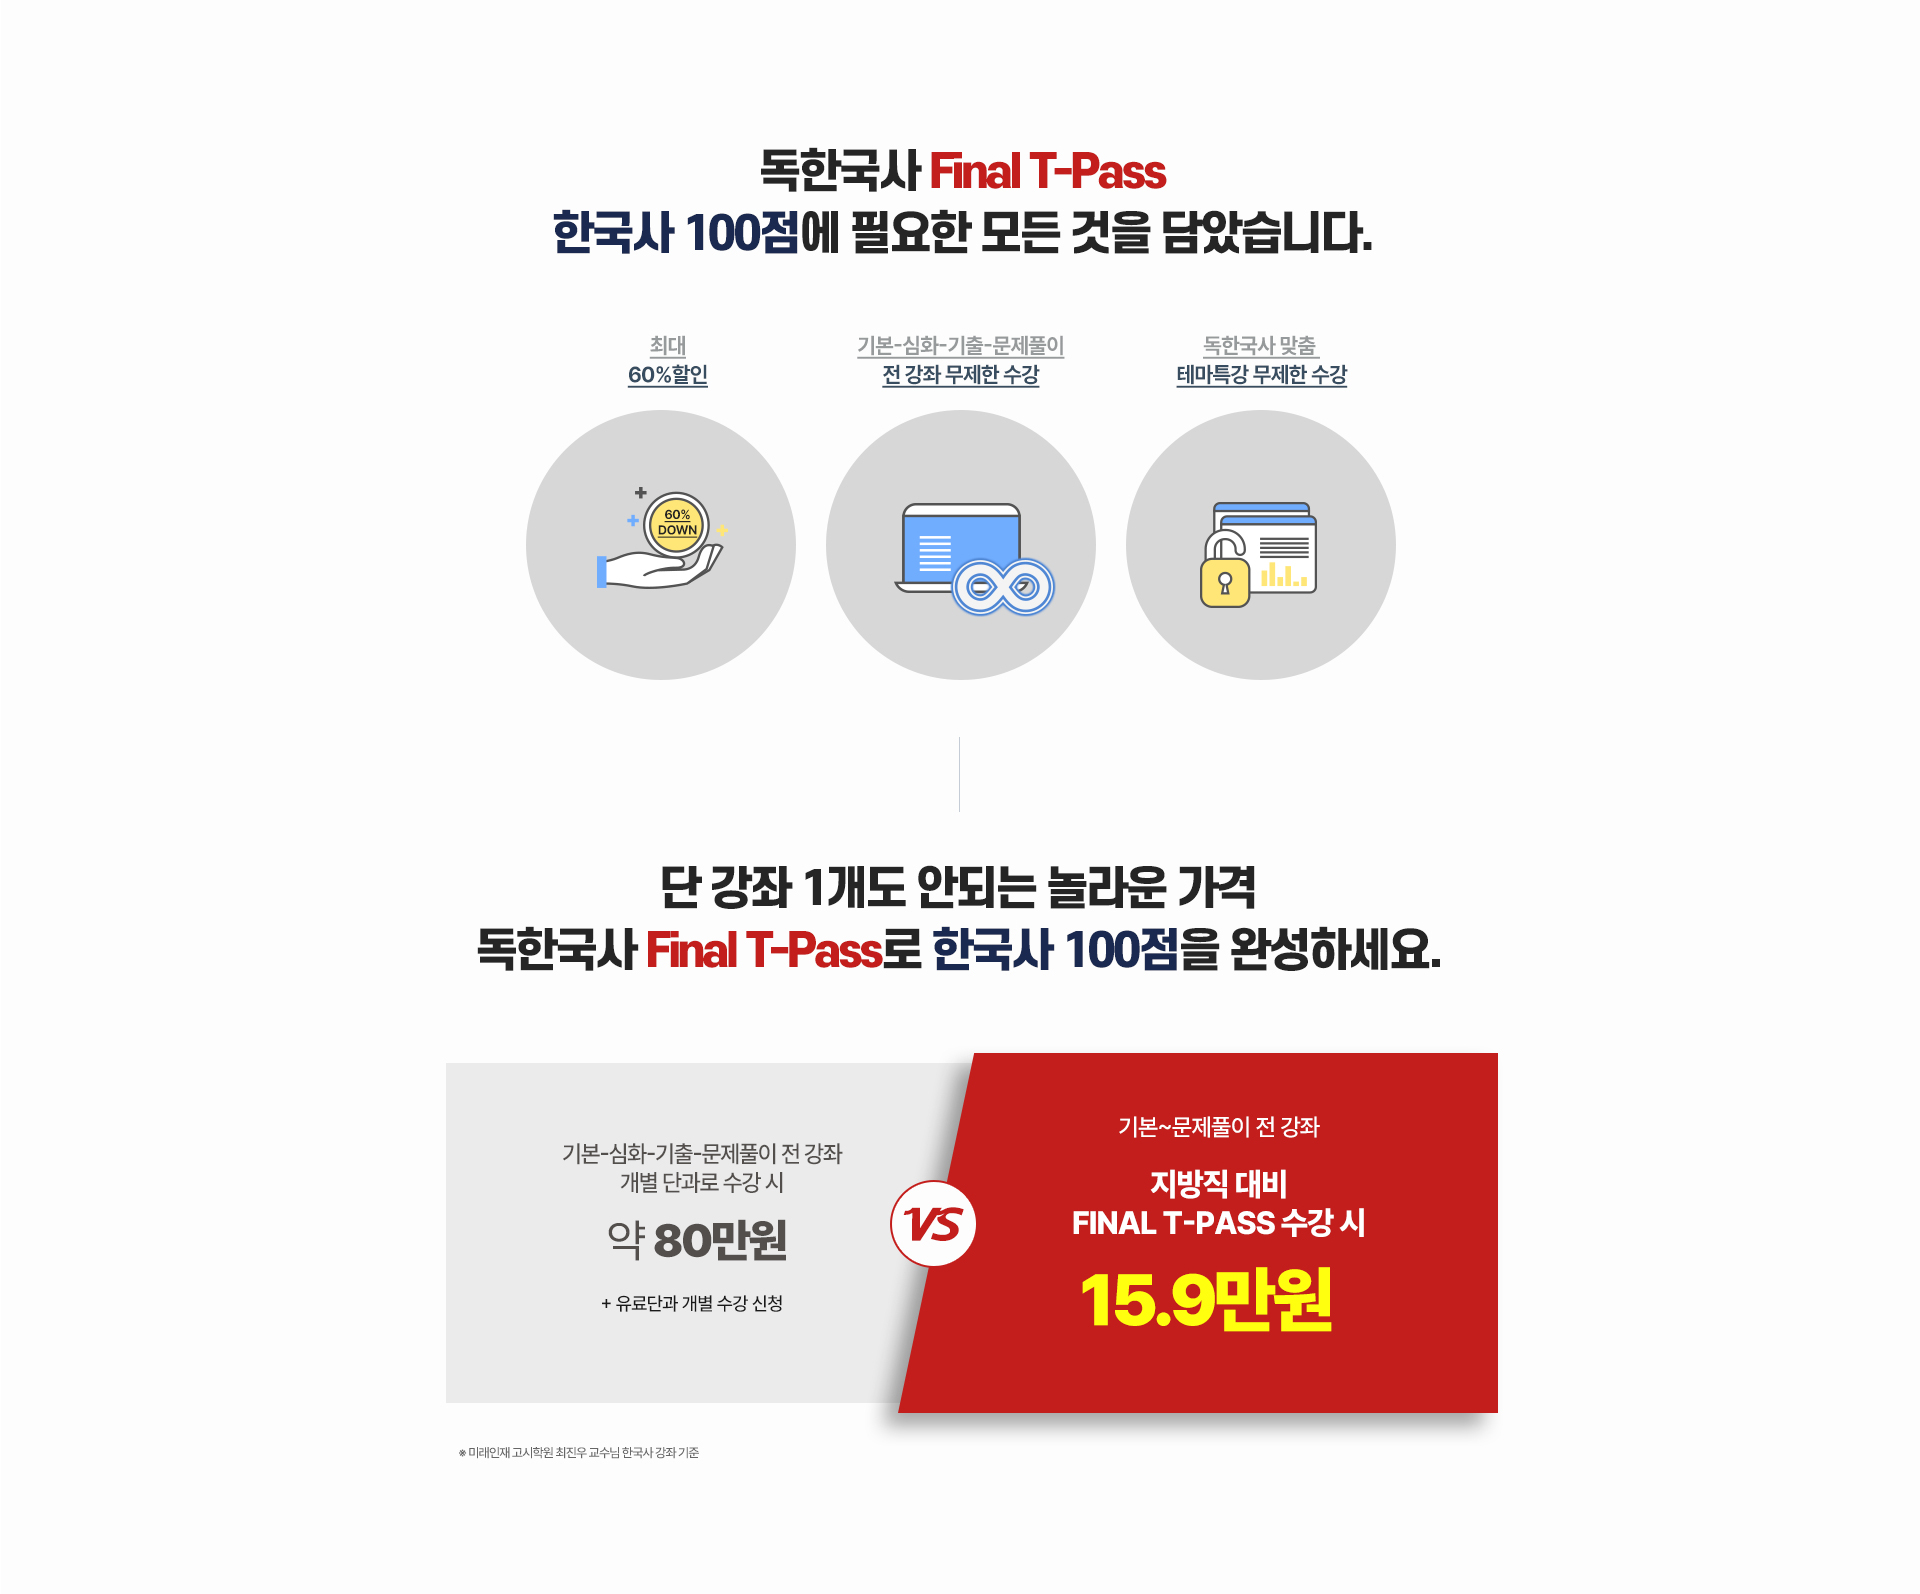 독한국사 Final T-Pass
한국사 100점에 필요한 모든 것을 담았습니다.
최대
60%할인
기본-심화-기출-문제풀이
전 강좌 무제한 수강
독한국사 맞춤
테마특강 무제한 수강
60%
DOWN
단 강좌 1개도 안되는 놀라운 가격
독한국사 Final T-Pass로 한국사 100점을 완성하세요.
기본-심화-기출-문제풀이 전 강좌
개별 단과로 수강 시
약 80만원
+ 유료단과 개별 수강 신청
VS
기본~문제풀이 전 강좌
지방직 대비
FINAL T-PASS 수강 시
15.9만원
※ 미래인재 고시학원 최진우 교수님 한국사 강좌 기준